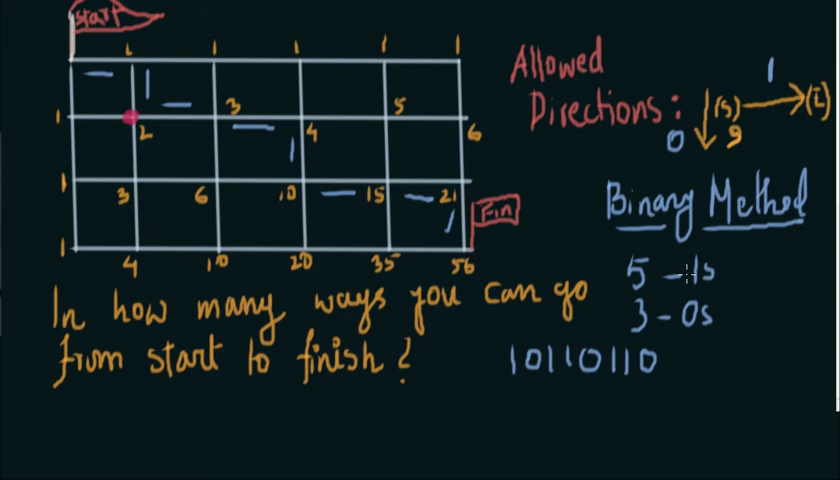 Start
1 1 1 1 1
1 2 3 4 5 6
1 3 6 10 15 21
1 4 10 20 35 56
Fin
Allowed
Directions:
1
(S)
0
Binary Method
5 - 1s
3 - 0s
10110110
In how many ways you can go
from start to finish?